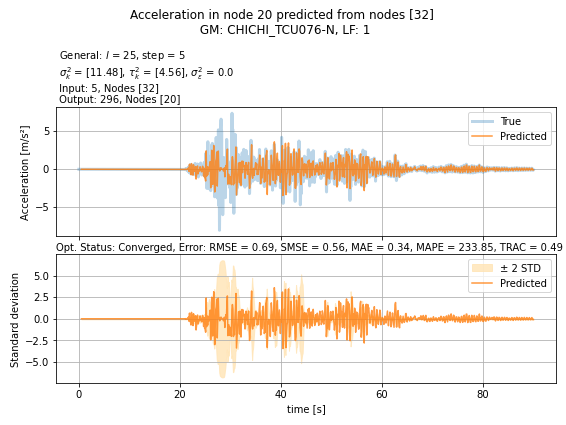 Acceleration in node 20 predicted from nodes [32]
GM: CHICHI_TCU076-N, LF: 1
General: l = 25, step = 5
σ²ₖ = [11.48], τ²ₖ = [4.56], σ²ε = 0.0
Input: 5, Nodes [32]
Output: 296, Nodes [20]
Acceleration [m/s²]
5
0
−5
True
Predicted
Opt. Status: Converged, Error: RMSE = 0.69, SMSE = 0.56, MAE = 0.34, MAPE = 233.85, TRAC = 0.49
Standard deviation
5.0
2.5
0.0
−2.5
−5.0
± 2 STD
Predicted
0 20 40 60 80
time [s]